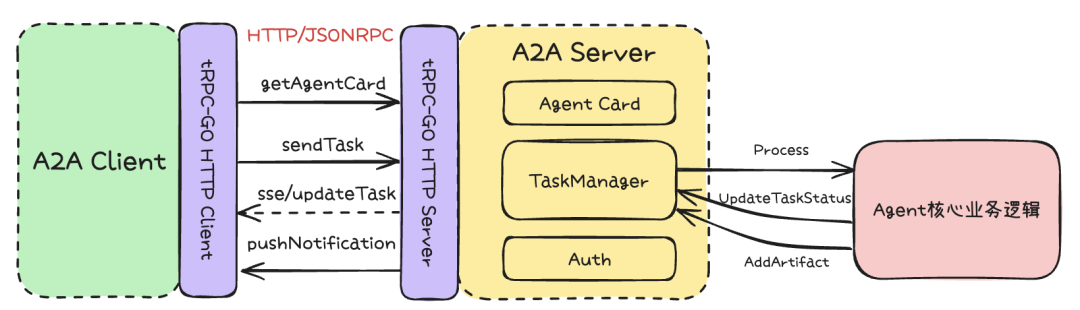 HTTP/JSONRPC
A2A Client
tRPC-GO HTTP Client
getAgentCard
sendTask
sse/updateTask
pushNotification
tRPC-GO HTTP Server
A2A Server
Agent Card
TaskManager
Auth
Process
UpdateTaskStatus
AddArtifact
Agent核心业务逻辑